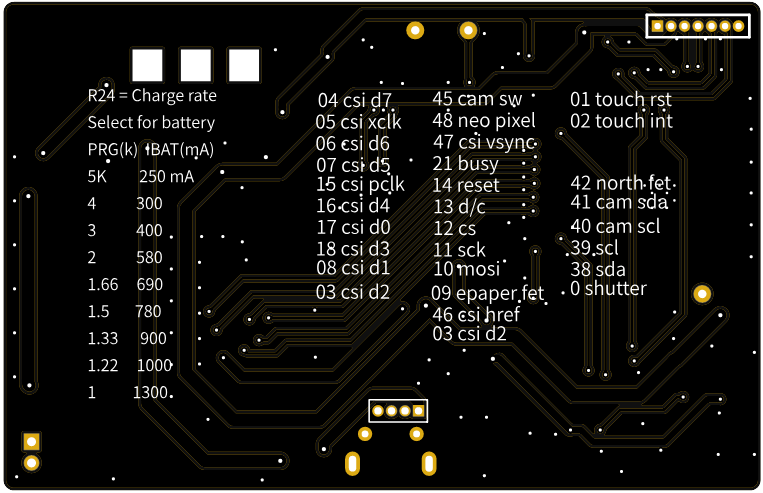 R24 = Charge rate
Select for battery
PRG(k) IBAT(mA)
5K 250 mA
4 300
3 400
2 580
1.66 690
1.5 780
1.33 900
1.22 1000
1 1300
04 csi d7
05 csi xclk
06 csi d6
07 csi d5
15 csi pclk
16 csi d4
17 csi d0
18 csi d3
08 csi d1
03 csi d2
45 cam sw
48 neo pixel
47 csi vsync
21 busy
14 reset
13 d/c
12 cs
11 sck
10 mosi
09 epaper fet
46 csi href
03 csi d2
01 touch rst
02 touch int
42 north fet
41 cam sda
40 cam scl
39 scl
38 sda
0 shutter